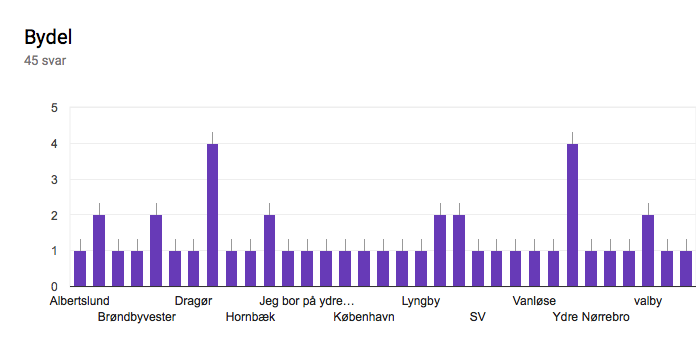 Bydel
45 svar
5
4
3
2
1
0
Albertslund
Brøndbyvester
Dragør
Hornbæk
Jeg bor på ydre…
København
Lyngby
SV
Vanløse
Ydre Nørrebro
valby